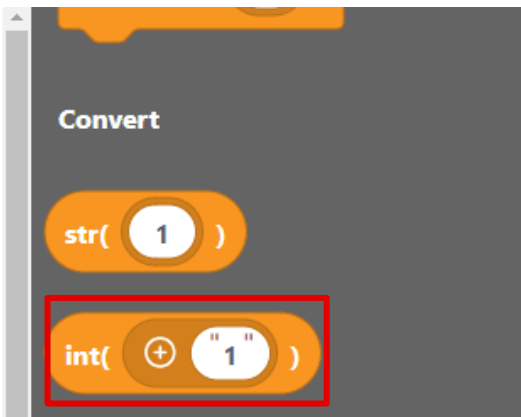 Convert
str( 1 )
int( + "1" )